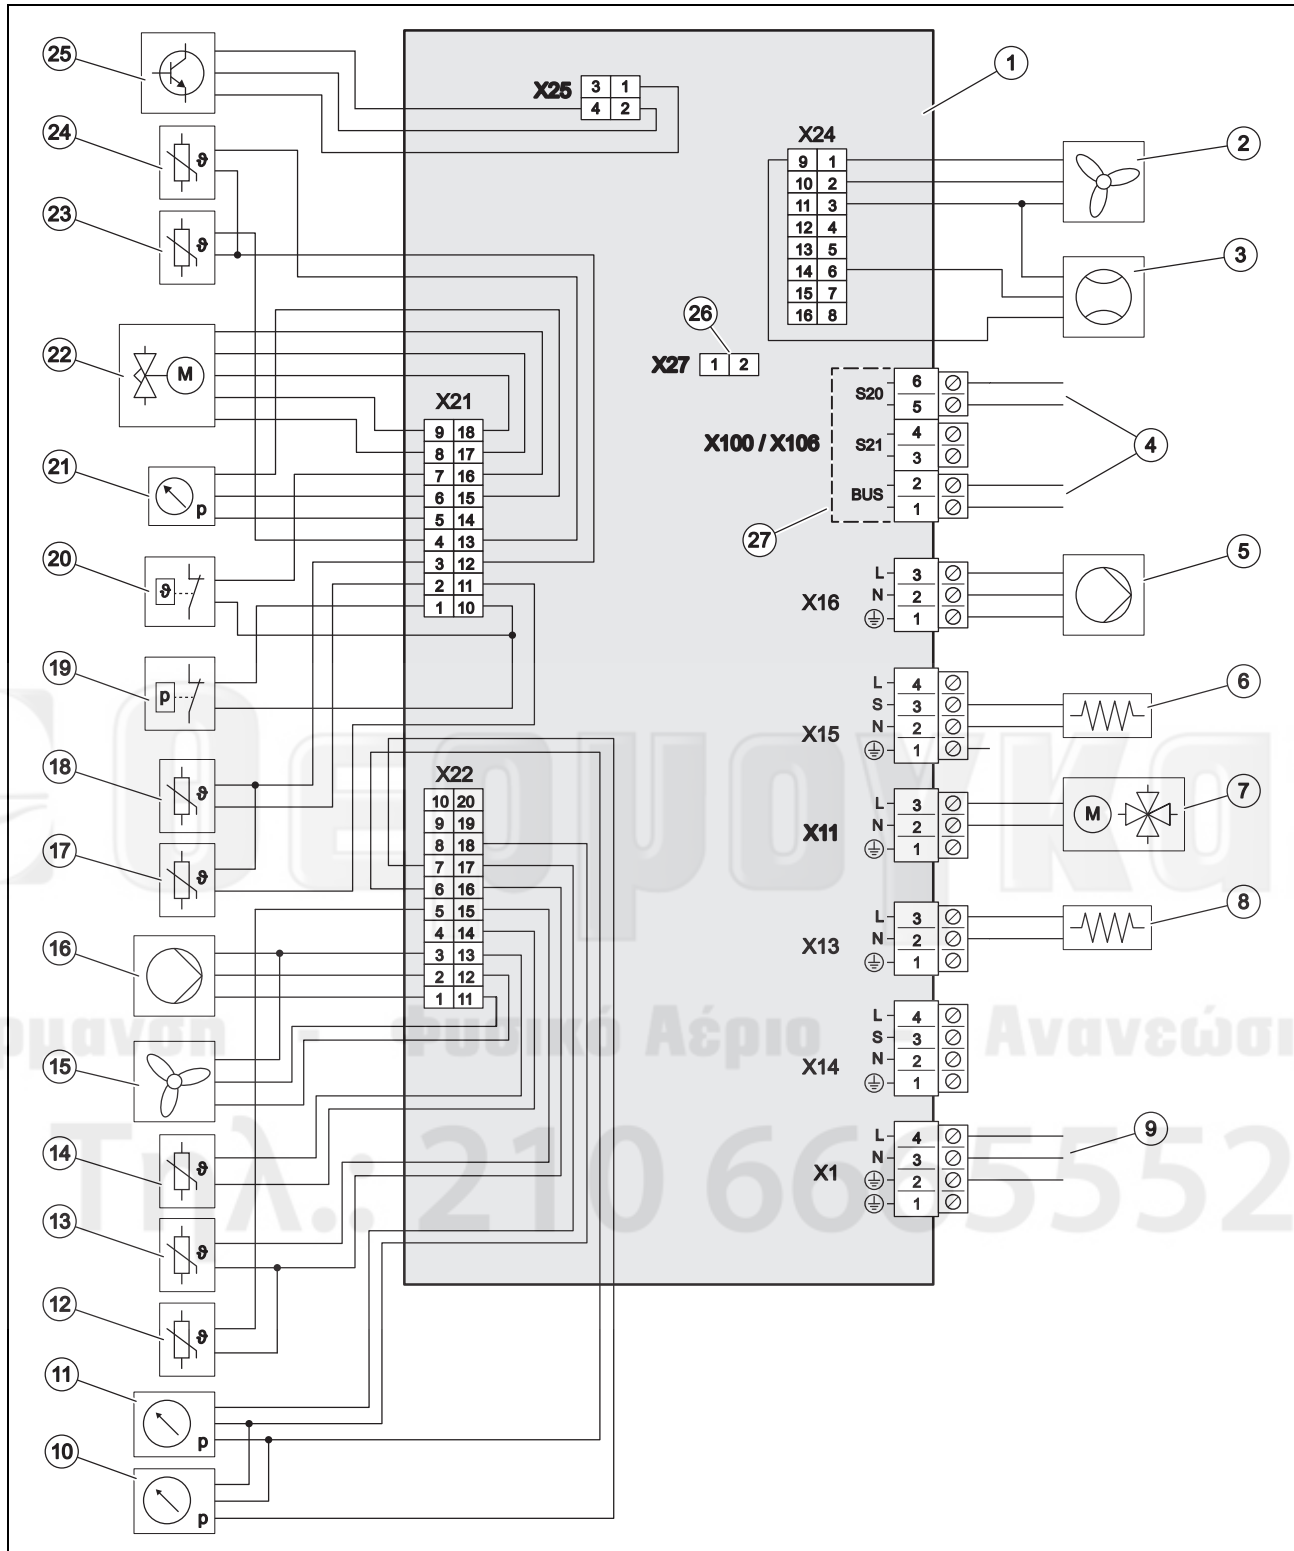 25
24
23
22
21
20
19
18
17
16
15
14
13
12
11
10
ϑ
ϑ
M
p
ϑ
p
ϑ
ϑ
ϑ
ϑ
ϑ
p
p
X25
3 1
4 2
X24
9 1
10 2
11 3
12 4
13 5
14 6
15 7
16 8
26
X27 1 2
X21
9 18
8 17
7 16
6 15
5 14
4 13
3 12
2 11
1 10
X22
10 20
9 19
8 18
7 17
6 16
5 15
4 14
3 13
2 12
1 11
X100 / X106
27
S20 6
5
S21 4
3
BUS 2
1
X16
L 3
N 2
1
X15
L 4
S 3
N 2
1
X11
L 3
N 2
1
M
X13
L 3
N 2
1
X14
L 4
S 3
N 2
1
X1
L 4
N 3
2
1
1
2
3
4
5
6
7
8
9
Θερμογκα
ρμανση - Φυσικό Αέριο - Ανανεώσι
Τηλ.: 210 6665552